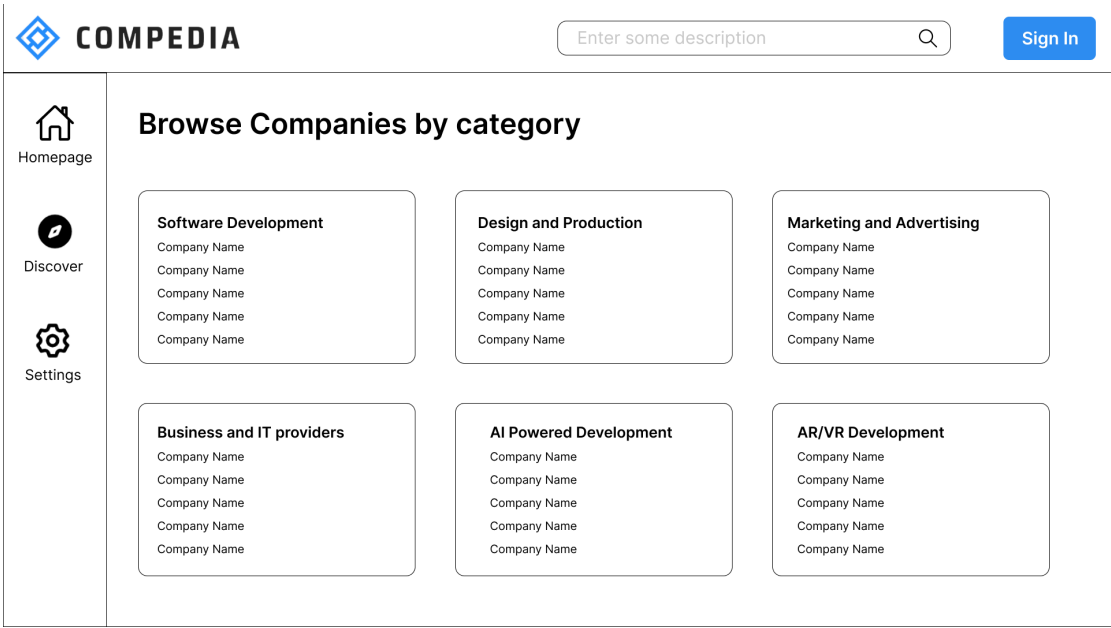 COMPEDIA
Enter some description
Sign In
Homepage
Discover
Settings
Browse Companies by category
Software Development
Company Name
Company Name
Company Name
Company Name
Company Name
Design and Production
Company Name
Company Name
Company Name
Company Name
Company Name
Marketing and Advertising
Company Name
Company Name
Company Name
Company Name
Company Name
Business and IT providers
Company Name
Company Name
Company Name
Company Name
Company Name
AI Powered Development
Company Name
Company Name
Company Name
Company Name
Company Name
AR/VR Development
Company Name
Company Name
Company Name
Company Name
Company Name